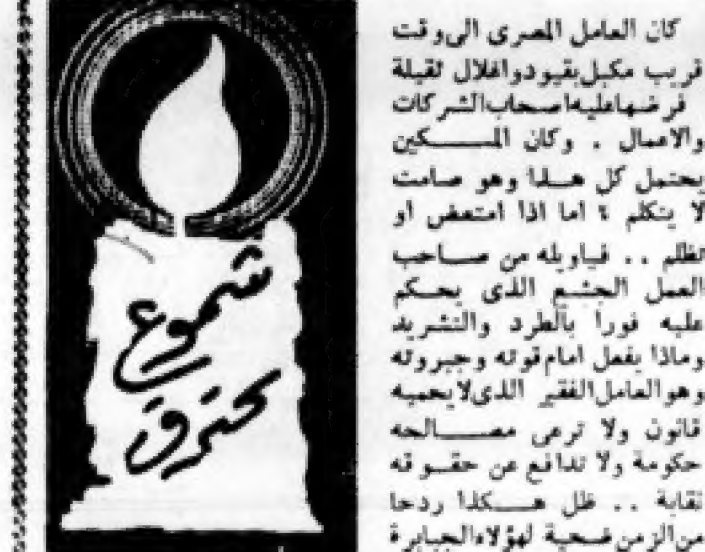 كان العامل المصرى الى وقت
قريب مكبل بقيود واغلال ثقيلة
فرضها عليه اصحاب الشركات
والاعمال . وكان المسكين
يحتمل كل هذا وهو صامت
لا يتكلم ؟ اما اذا امتعض او
تظلم .. فياويله من صاحب
العمل الجشع الذى يحكم
عليه فورا بالطرد والتشريد
وماذا يفعل امام قوته وجبروته
وهو العامل الفقير الذى لا يحميه
قانون ولا ترعى مصالحه
حكومة ولا تدافع عن حقوقه
نقابة .. ظل هكذا ردحا
من الزمن ضحية لهؤلاء الجبابرة
شموع
تحترق